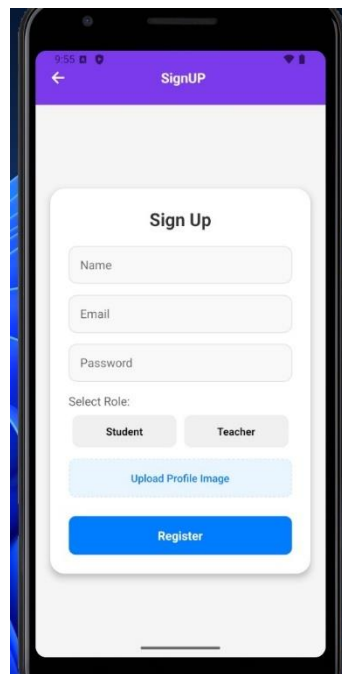 9:55
SignUP
Sign Up
Name
Email
Password
Select Role:
Student Teacher
Upload Profile Image
Register